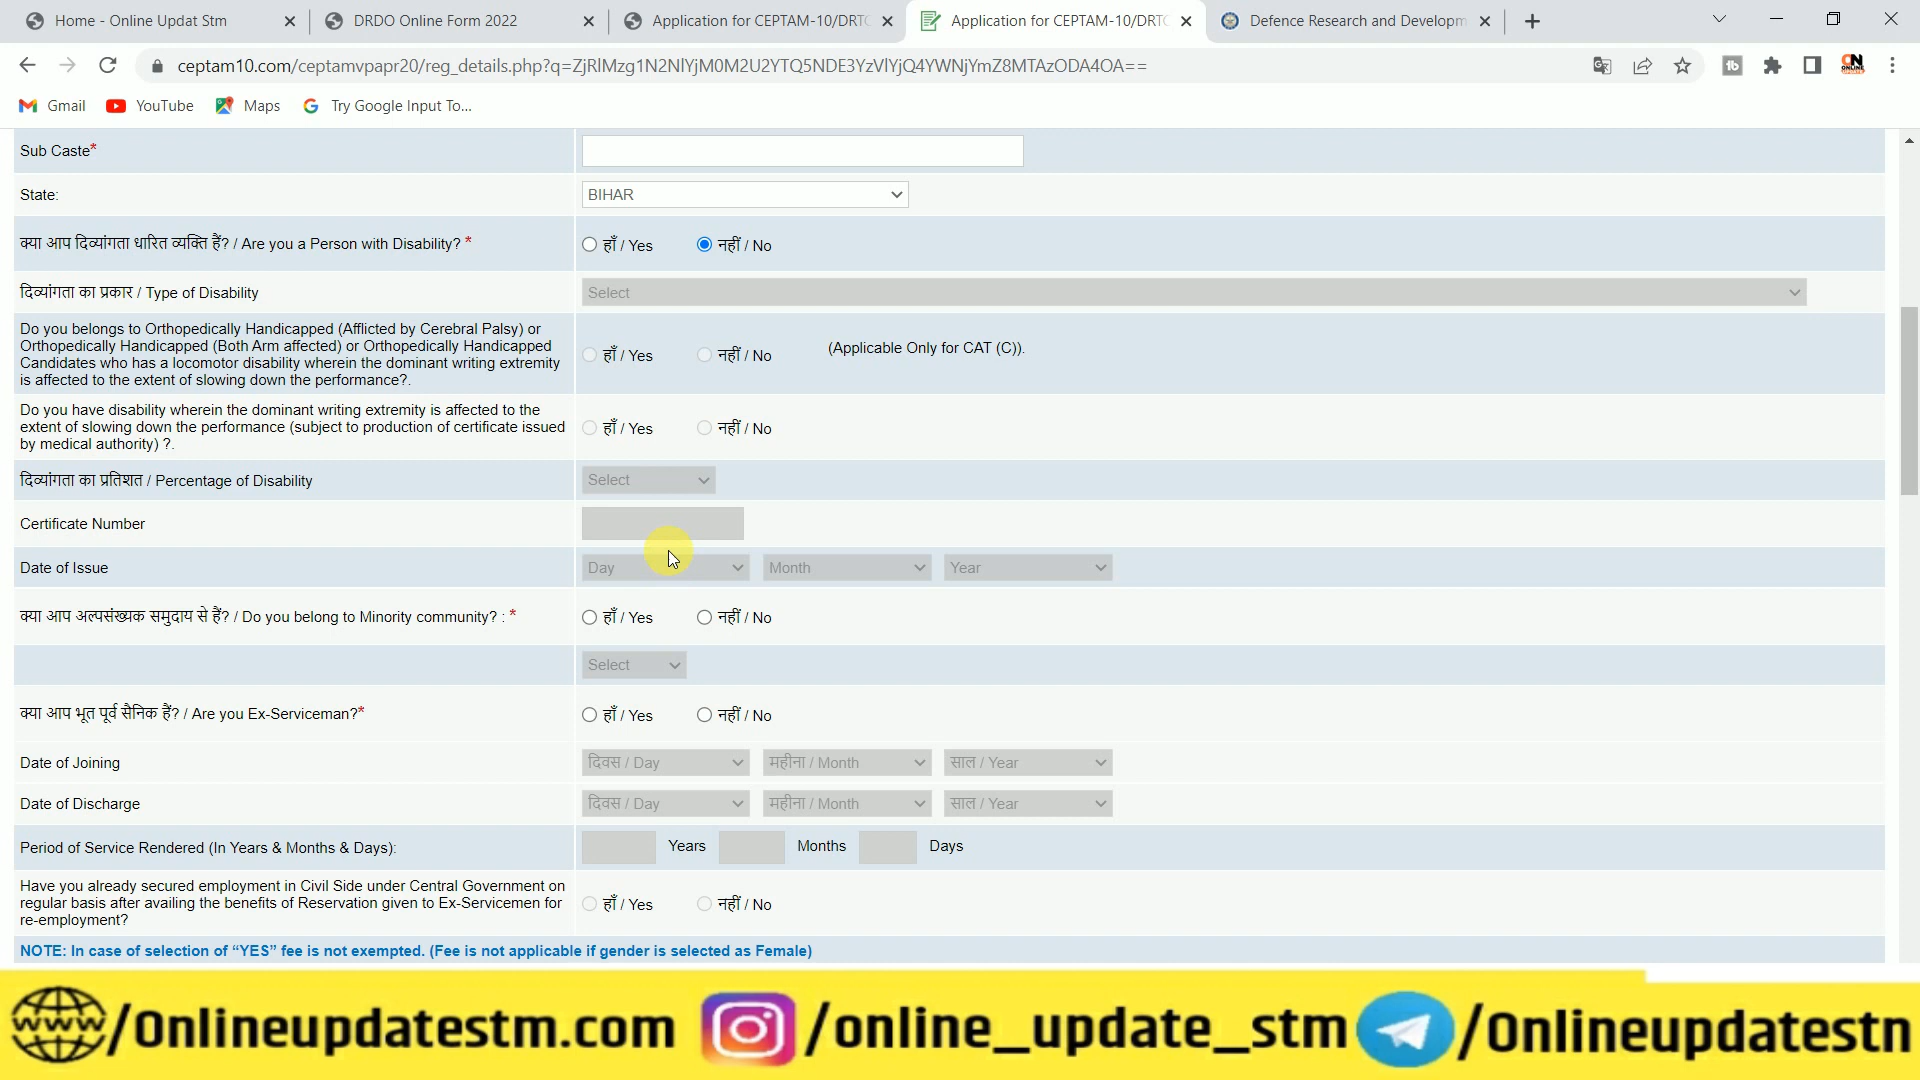 Home - Online Updat Stm
DRDO Online Form 2022
Application for CEPTAM-10/DRTC
Application for CEPTAM-10/DRTC
Defence Research and Developm
ceptam10.com/ceptamvpapr20/reg_details.php?q=ZjRlMzg1N2NlYjM0M2U2YTQ5NDE3YzVlYjQ4YWNjYmZ8MTAzODA4OA==
Gmail YouTube Maps Try Google Input To...
Sub Caste*
State: BIHAR
क्या आप दिव्यांगता धारित व्यक्ति हैं? / Are you a Person with Disability? * हाँ / Yes नहीं / No
दिव्यांगता का प्रकार / Type of Disability Select
Do you belongs to Orthopedically Handicapped (Afflicted by Cerebral Palsy) or
Orthopedically Handicapped (Both Arm affected) or Orthopedically Handicapped
Candidates who has a locomotor disability wherein the dominant writing extremity
is affected to the extent of slowing down the performance?.
हाँ / Yes नहीं / No (Applicable Only for CAT (C)).
Do you have disability wherein the dominant writing extremity is affected to the
extent of slowing down the performance (subject to production of certificate issued
by medical authority) ?.
हाँ / Yes नहीं / No
दिव्यांगता का प्रतिशत / Percentage of Disability Select
Certificate Number
Date of Issue Day Month Year
क्या आप अल्पसंख्यक समुदाय से हैं? / Do you belong to Minority community? : * हाँ / Yes नहीं / No
Select
क्या आप भूत पूर्व सैनिक हैं? / Are you Ex-Serviceman?* हाँ / Yes नहीं / No
Date of Joining दिवस / Day महीना / Month साल / Year
Date of Discharge दिवस / Day महीना / Month साल / Year
Period of Service Rendered (In Years & Months & Days): Years Months Days
Have you already secured employment in Civil Side under Central Government on
regular basis after availing the benefits of Reservation given to Ex-Servicemen for
re-employment?
हाँ / Yes नहीं / No
NOTE: In case of selection of “YES” fee is not exempted. (Fee is not applicable if gender is selected as Female)
www/Onlineupdatestm.com /online_update_stm /Onlineupdatestn